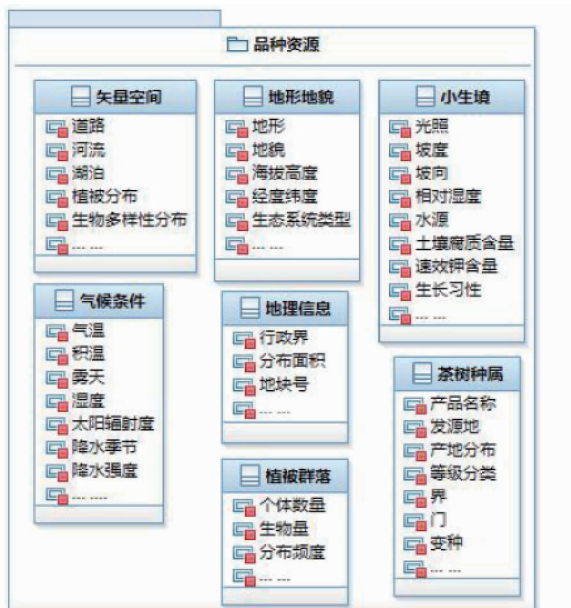 品种资源
矢量空间
道路
河流
湖泊
植被分布
生物多样性分布
... ...
地形地貌
地形
地貌
海拔高度
经度纬度
生态系统类型
... ...
小生填
光照
坡度
坡向
相对湿度
水源
土壤腐质含量
速效钾含量
生长习性
... ...
气候条件
气温
积温
雾天
湿度
太阳辐射度
降水季节
降水强度
... ....
地理信息
行政界
分布面积
地块号
... ...
茶树种属
产品名称
发源地
产地分布
等级分类
界
门
变种
... ...
植被群落
个体数量
生物量
分布频度
... ...